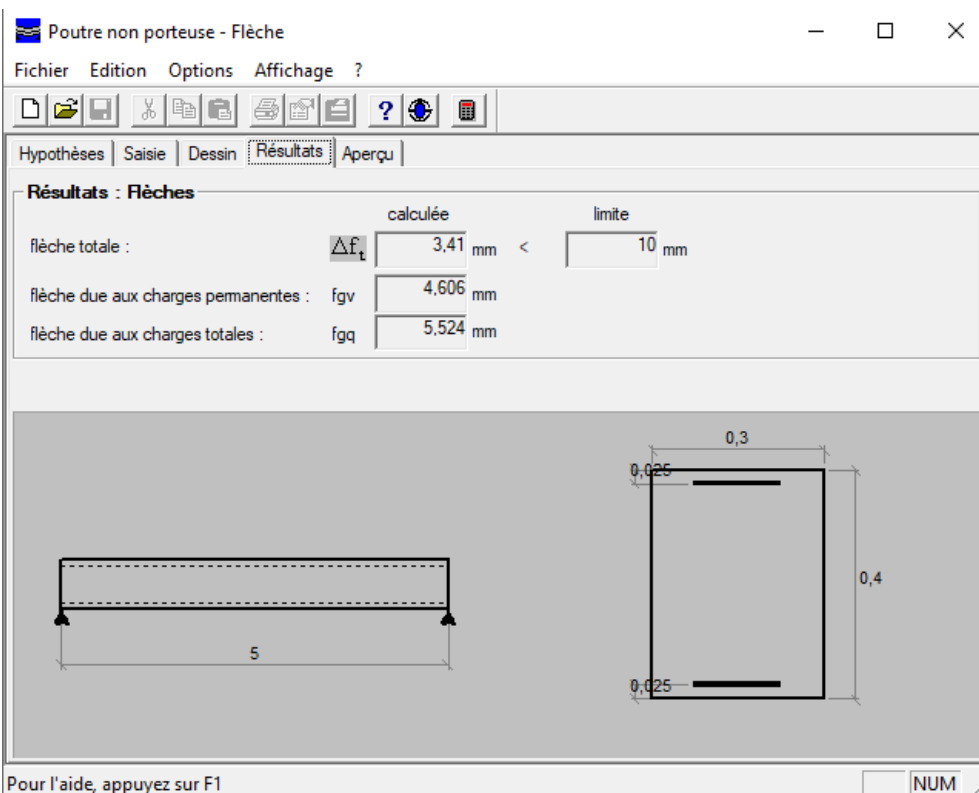 Poutre non porteuse - Flèche
Fichier Edition Options Affichage ?
Hypothèses Saisie Dessin Résultats Aperçu
Résultats : Flèches
calculée limite
flèche totale : Δft 3,41 mm < 10 mm
flèche due aux charges permanentes : fgv 4,606 mm
flèche due aux charges totales : fgq 5,524 mm
0,3
0,025
0,4
5
0,025
Pour l'aide, appuyez sur F1 NUM